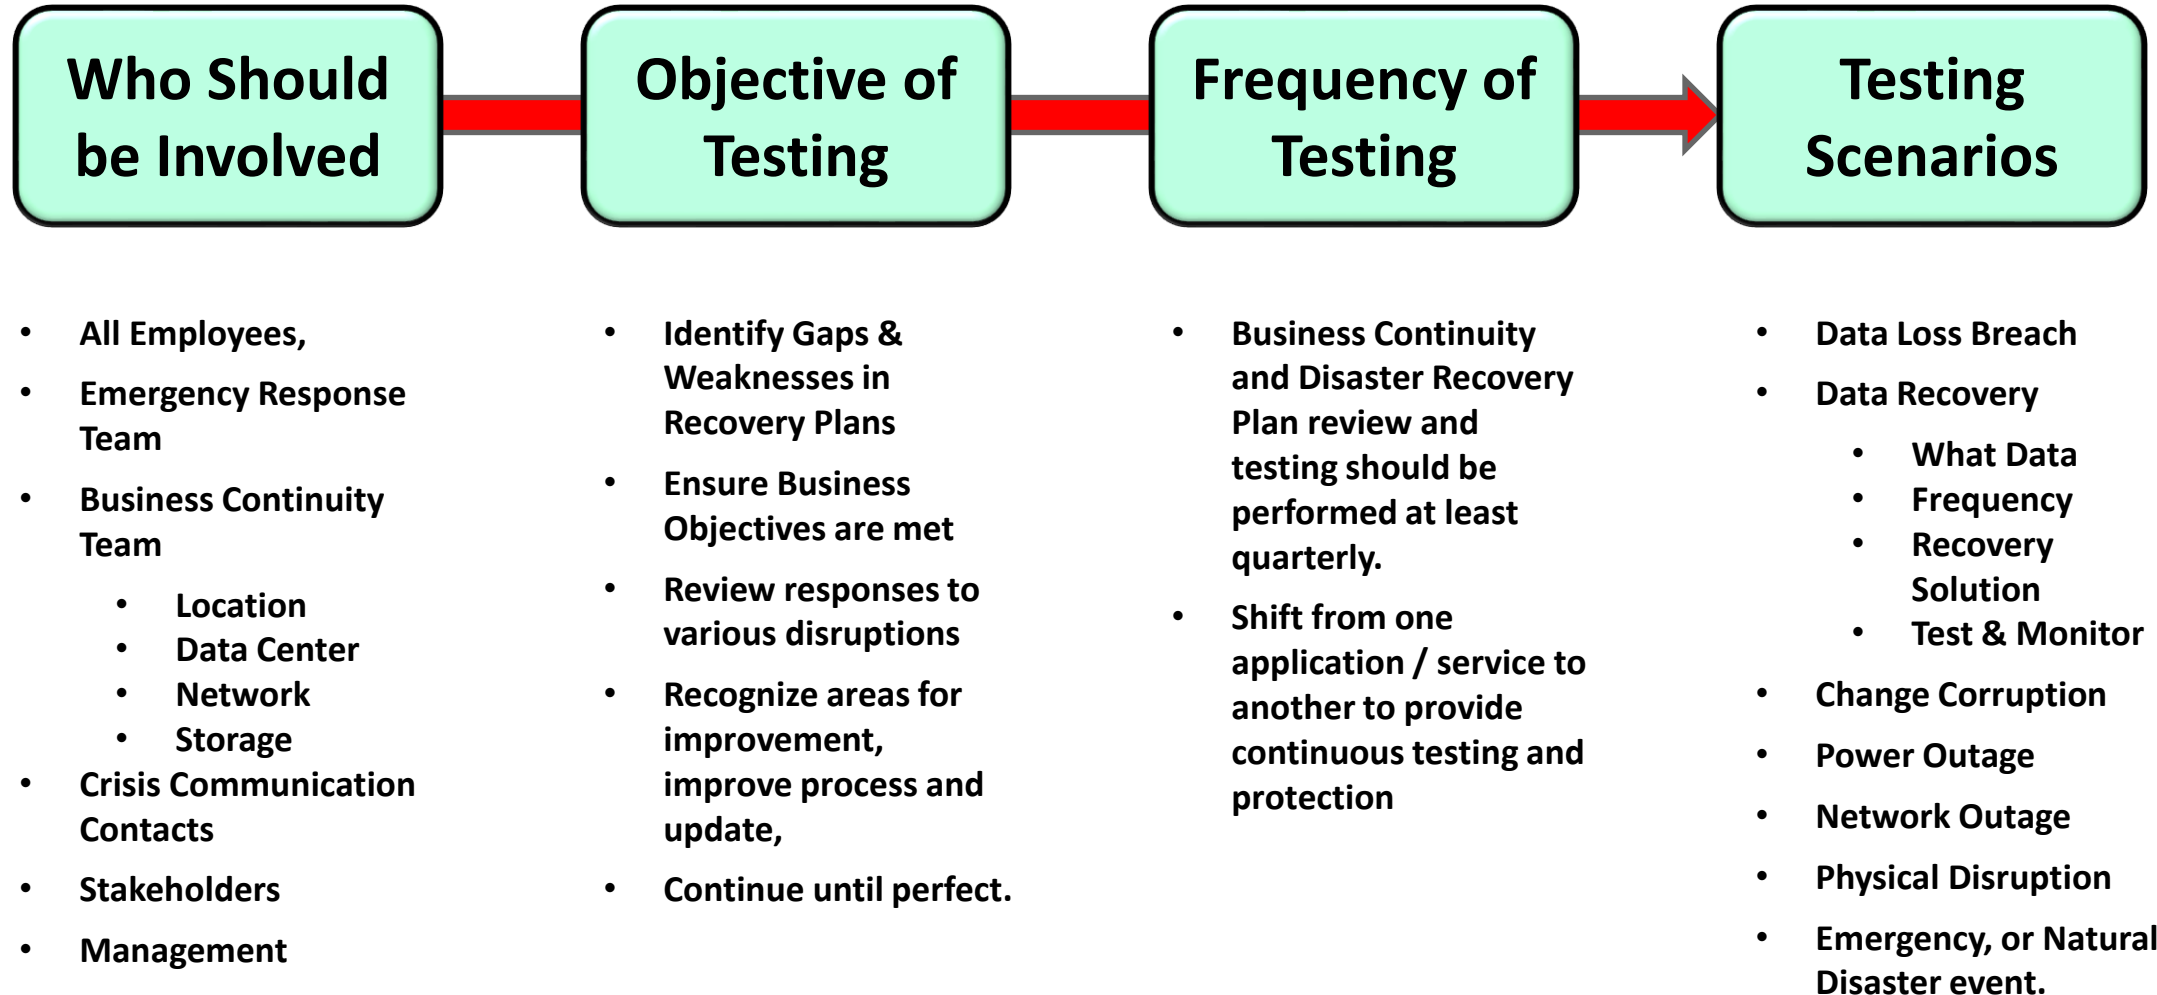 Who Should
be Involved
Objective of
Testing
Frequency of
Testing
Testing
Scenarios
• All Employees,
• Emergency Response
Team
• Business Continuity
Team
• Location
• Data Center
• Network
• Storage
• Crisis Communication
Contacts
• Stakeholders
• Management
• Identify Gaps &
Weaknesses in
Recovery Plans
• Ensure Business
Objectives are met
• Review responses to
various disruptions
• Recognize areas for
improvement,
improve process and
update,
• Continue until perfect.
• Business Continuity
and Disaster Recovery
Plan review and
testing should be
performed at least
quarterly.
• Shift from one
application / service to
another to provide
continuous testing and
protection
• Data Loss Breach
• Data Recovery
• What Data
• Frequency
• Recovery
Solution
• Test & Monitor
• Change Corruption
• Power Outage
• Network Outage
• Physical Disruption
• Emergency, or Natural
Disaster event.